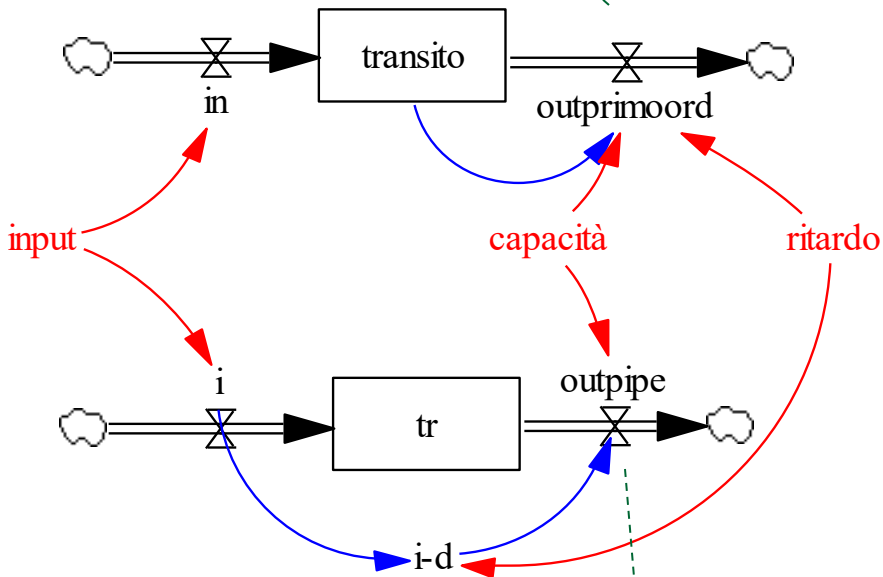 transito
in
outprimoord
input
capacità
ritardo
i
outpipe
tr
i-d